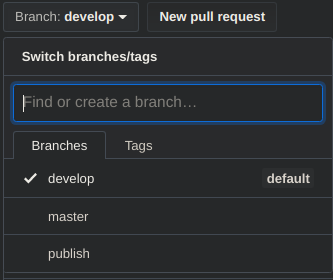 Branch: develop New pull request
Switch branches/tags
Find or create a branch…
Branches Tags
develop default
master
publish